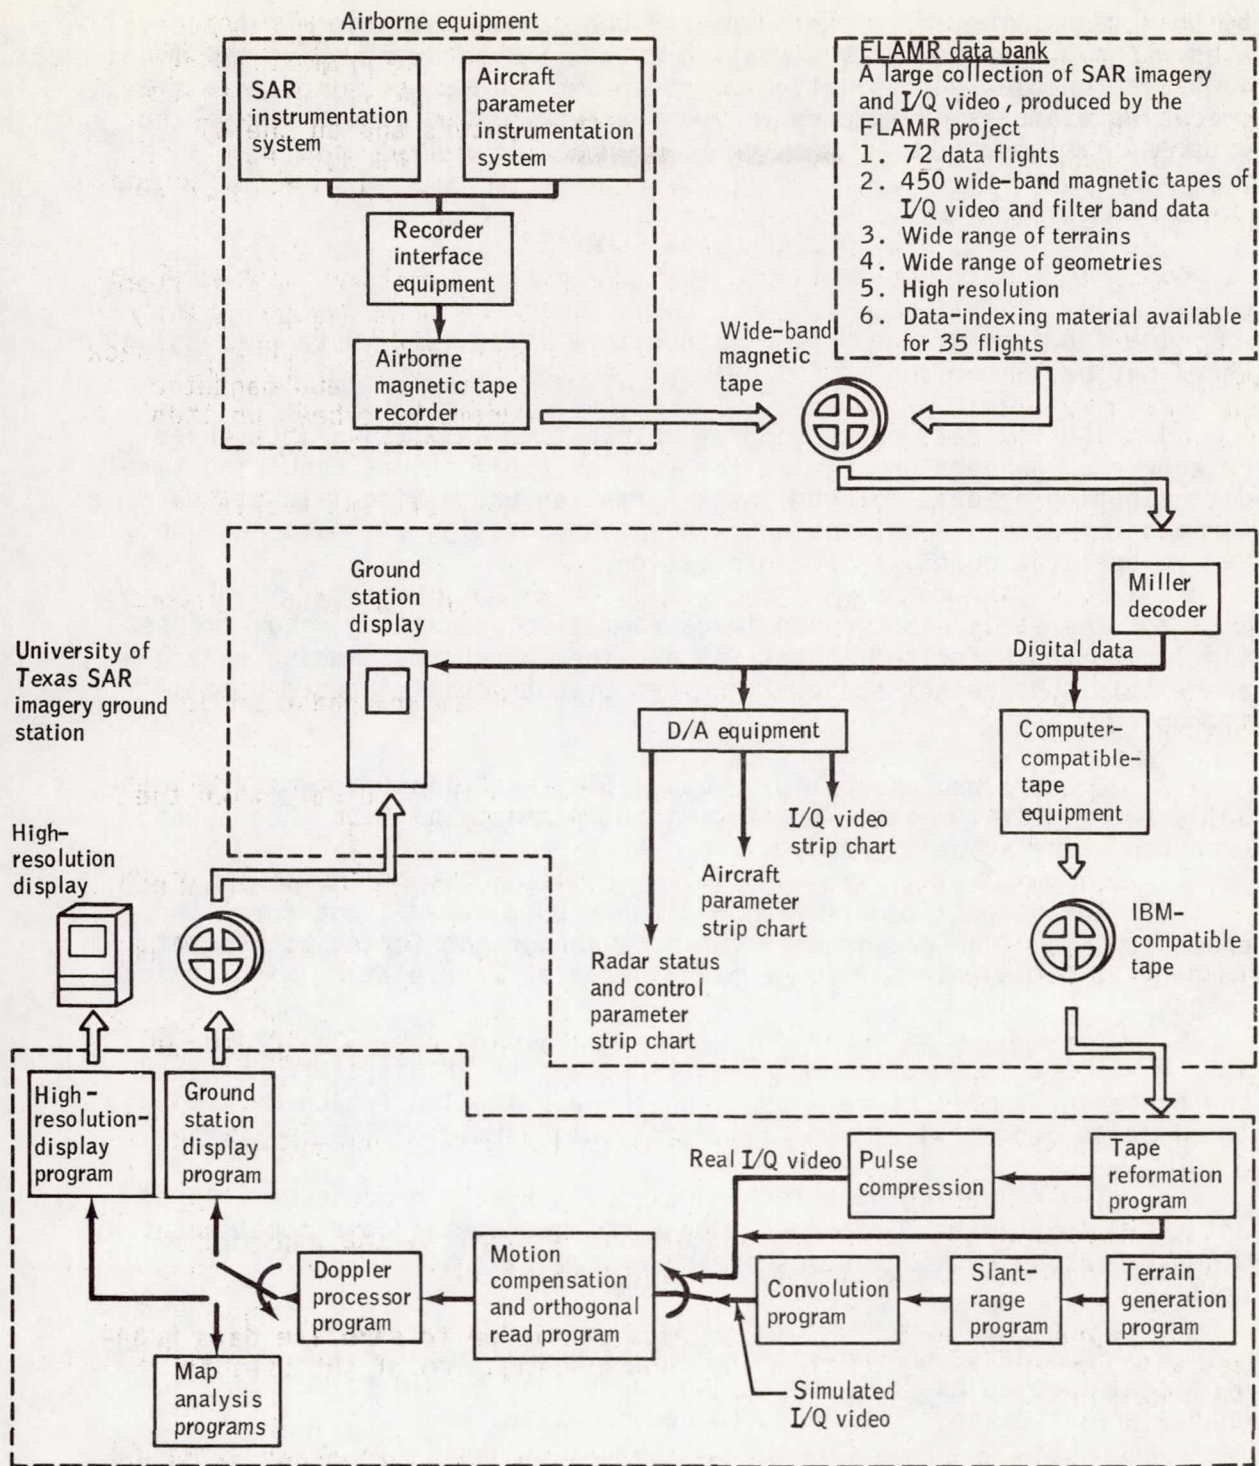 Airborne equipment
SAR
instrumentation
system
Aircraft
parameter
instrumentation
system
Recorder
interface
equipment
Airborne
magnetic tape
recorder
FLAMR data bank
A large collection of SAR imagery
and I/Q video, produced by the
FLAMR project
1. 72 data flights
2. 450 wide-band magnetic tapes of
I/Q video and filter band data
3. Wide range of terrains
4. Wide range of geometries
5. High resolution
6. Data-indexing material available
for 35 flights
Wide-band
magnetic
tape
Ground
station
display
Miller
decoder
Digital data
University of
Texas SAR
imagery ground
station
D/A equipment
Computer-
compatible-
tape
equipment
I/Q video
strip chart
Aircraft
parameter
strip chart
Radar status
and control
parameter
strip chart
IBM-
compatible
tape
High-
resolution
display
High-
resolution-
display
program
Ground
station
display
program
Real I/Q video
Pulse
compression
Tape
reformation
program
Doppler
processor
program
Motion
compensation
and orthogonal
read program
Convolution
program
Slant-
range
program
Terrain
generation
program
Map
analysis
programs
Simulated
I/Q video